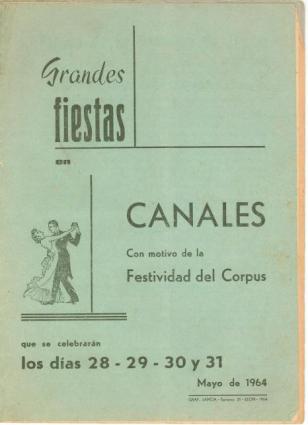 Grandes
fiestas
en
CANALES
Con motivo de la
Festividad del Corpus
que se celebrarán
los días 28 - 29 - 30 y 31
Mayo de 1964